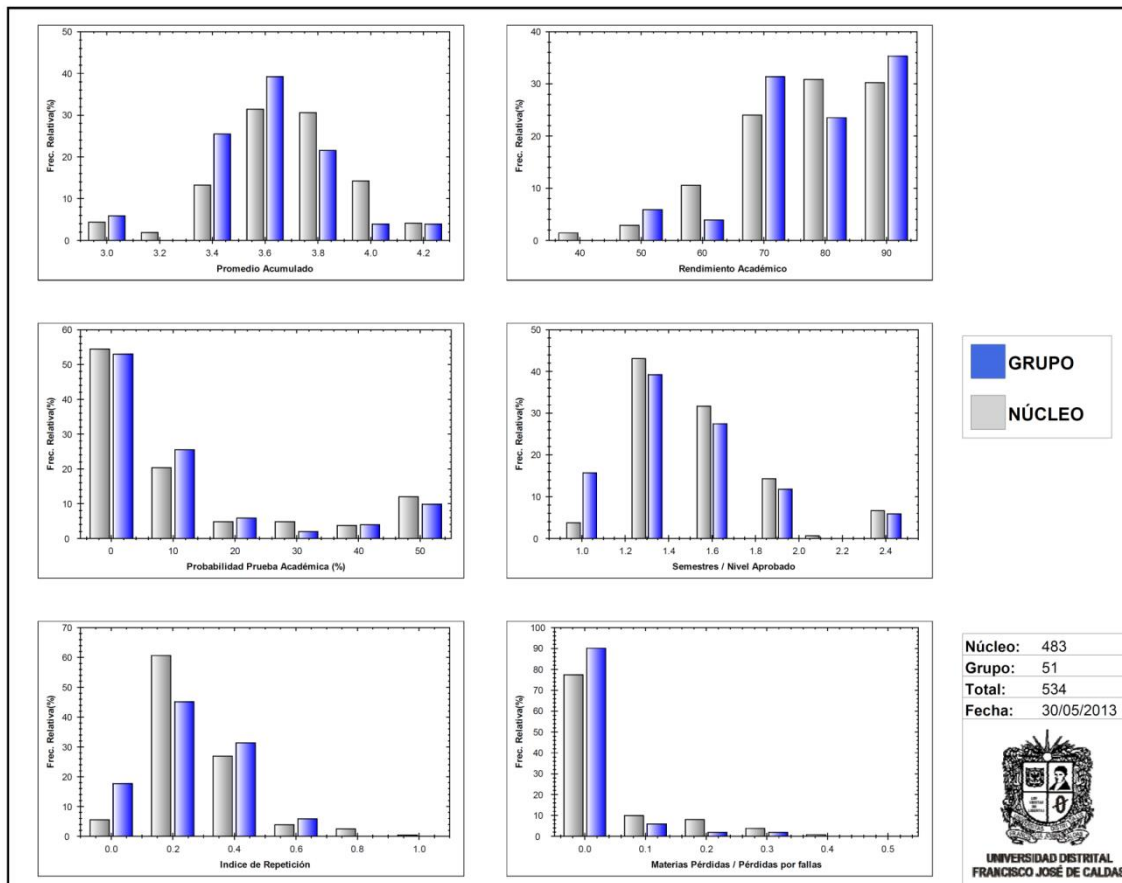 50
40
30
20
10
0
Frec. Relativa(%)
3.0 3.2 3.4 3.6 3.8 4.0 4.2
Promedio Acumulado
40
30
20
10
0
Frec. Relativa(%)
40 50 60 70 80 90
Rendimiento Académico
60
50
40
30
20
10
0
Frec. Relativa(%)
0 10 20 30 40 50
Probabilidad Prueba Académica (%)
50
40
30
20
10
0
Frec. Relativa(%)
1.0 1.2 1.4 1.6 1.8 2.0 2.2 2.4
Semestres / Nivel Aprobado
GRUPO
NÚCLEO
70
60
50
40
30
20
10
0
Frec. Relativa(%)
0.0 0.2 0.4 0.6 0.8 1.0
Indice de Repetición
100
90
80
70
60
50
40
30
20
10
0
Frec. Relativa(%)
0.0 0.1 0.2 0.3 0.4 0.5
Materias Pérdidas / Pérdidas por fallas
Núcleo: 483
Grupo: 51
Total: 534
Fecha: 30/05/2013
UNIVERSIDAD DISTRITAL
FRANCISCO JOSÉ DE CALDAS